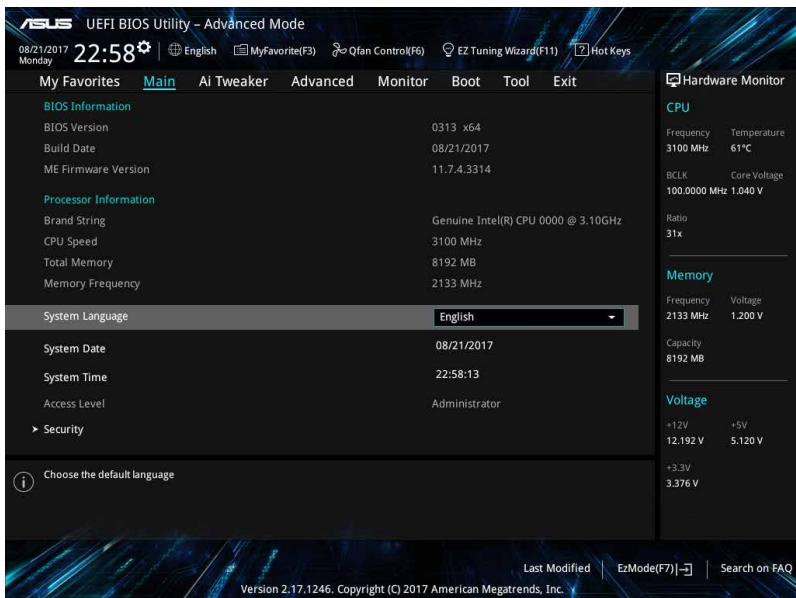 ASUS UEFI BIOS Utility – Advanced Mode
08/21/2017
Monday
22:58
English
MyFavorite(F3)
Qfan Control(F6)
EZ Tuning Wizard(F11)
? Hot Keys
My Favorites Main Ai Tweaker Advanced Monitor Boot Tool Exit
BIOS Information
BIOS Version 0313 x64
Build Date 08/21/2017
ME Firmware Version 11.7.4.3314
Processor Information
Brand String Genuine Intel(R) CPU 0000 @ 3.10GHz
CPU Speed 3100 MHz
Total Memory 8192 MB
Memory Frequency 2133 MHz
System Language English
System Date 08/21/2017
System Time 22:58:13
Access Level Administrator
Security
Choose the default language
Hardware Monitor
CPU
Frequency Temperature
3100 MHz 61°C
BCLK Core Voltage
100.0000 MHz 1.040 V
Ratio
31x
Memory
Frequency Voltage
2133 MHz 1.200 V
Capacity
8192 MB
Voltage
+12V +5V
12.192 V 5.120 V
+3.3V
3.376 V
Last Modified
EzMode(F7)
Search on FAQ
Version 2.17.1246. Copyright (C) 2017 American Megatrends, Inc.